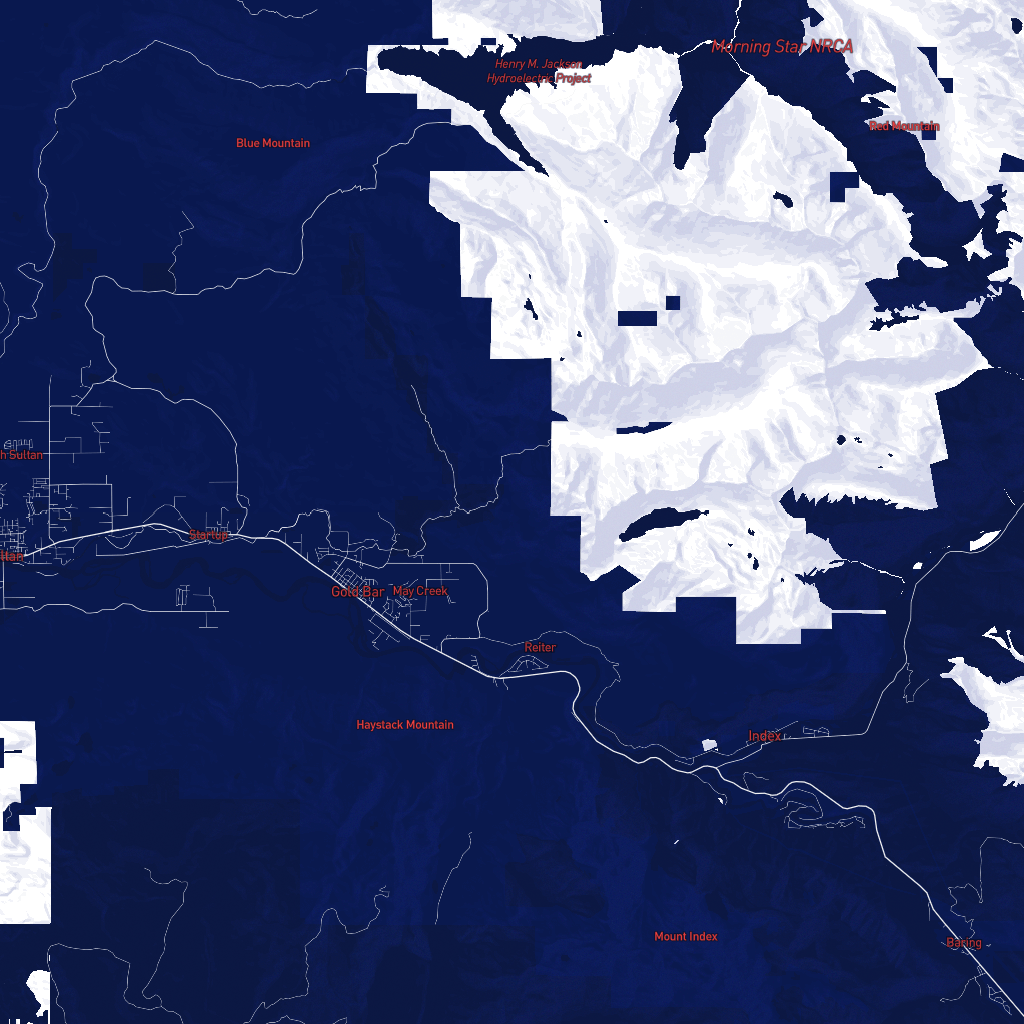 Morning Star NRCA
Henry M. Jackson
Hydroelectric Project
Red Mountain
Blue Mountain
h Sultan
Startup
ltan
Gold Bar
May Creek
Reiter
Haystack Mountain
Index
Mount Index
Baring